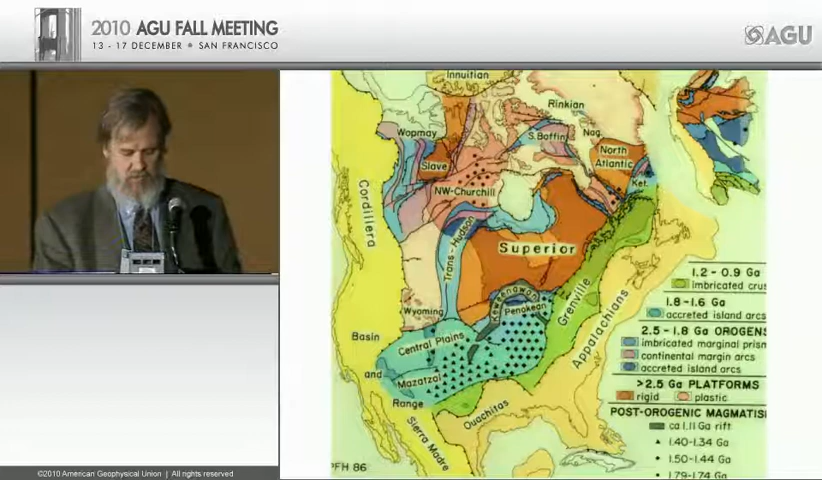 2010 AGU FALL MEETING
13 - 17 DECEMBER • SAN FRANCISCO
AGU
Innuitian
Rinkian
Wopmay
S.Baffin
Nag.
Slave
North
Atlantic
Ket.
NW-Churchill
Cordillera
Trans-Hudson
Superior
1.2 - 0.9 Ga
imbricated crus
Keweenawan
Grenville
Penokean
1.8-1.6 Ga
accreted island arcs
Wyoming
Appalachians
Basin
and
Range
Central Plains
Mazatzal
2.5-1.8 Ga OROGENS
imbricated marginal prism
continental margin arcs
accreted island arcs
>2.5 Ga PLATFORMS
rigid
plastic
Ouachitas
Sierra Madre
POST-OROGENIC MAGMATIS
ca 1.11 Ga rift
1.40-1.34 Ga
1.50-1.44 Ga
1.79-1.74 Ga
PFH 86
©2010 American Geophysical Union | All rights reserved